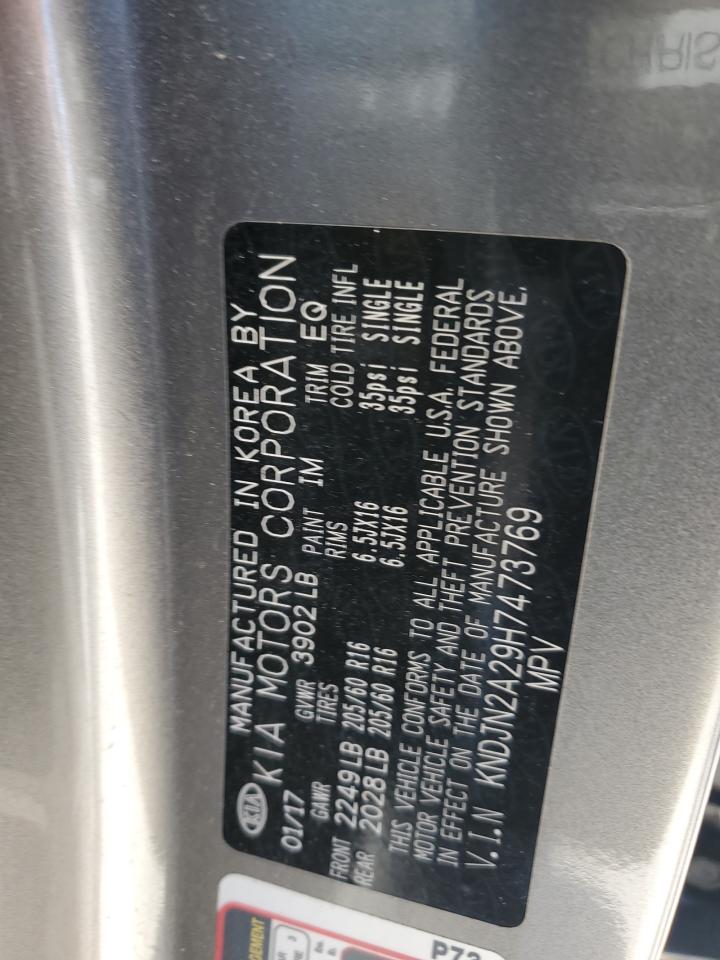 MANUFACTURED IN KOREA BY
KIA KIA MOTORS CORPORATION
01/17 GVWR 3902LB PAINT IM TRIM EQ
GAWR TIRES RIMS COLD TIRE INFL
FRONT 2249LB 205/60 R16 6.5JX16 35psi SINGLE
REAR 2028LB 205/60 R16 6.5JX16 35psi SINGLE
THIS VEHICLE CONFORMS TO ALL APPLICABLE U.S.A. FEDERAL
MOTOR VEHICLE SAFETY AND THEFT PREVENTION STANDARDS
IN EFFECT ON THE DATE OF MANUFACTURE SHOWN ABOVE.
V.I.N KNDJN2A29H7473769
MPV